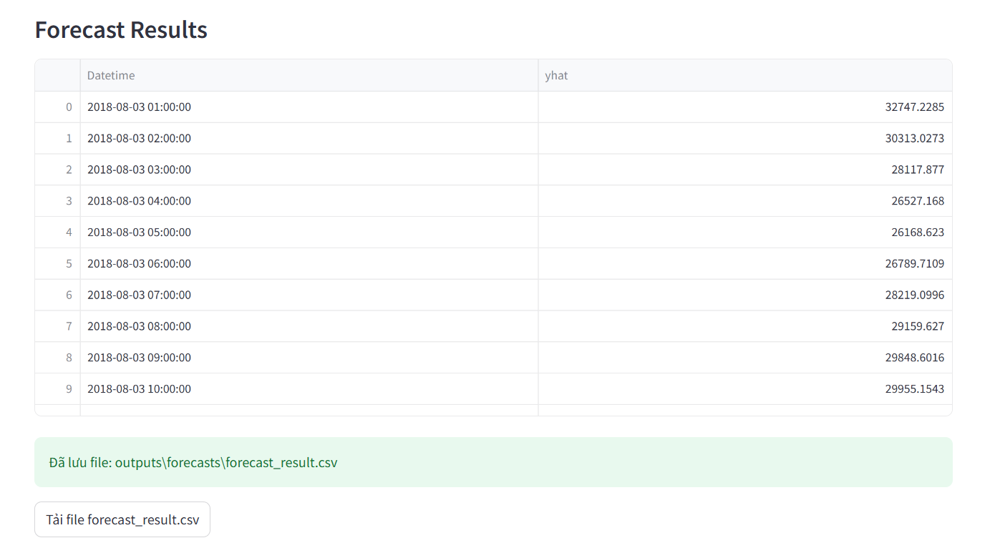 Forecast Results
Datetime yhat
0 2018-08-03 01:00:00 32747.2285
1 2018-08-03 02:00:00 30313.0273
2 2018-08-03 03:00:00 28117.877
3 2018-08-03 04:00:00 26527.168
4 2018-08-03 05:00:00 26168.623
5 2018-08-03 06:00:00 26789.7109
6 2018-08-03 07:00:00 28219.0996
7 2018-08-03 08:00:00 29159.627
8 2018-08-03 09:00:00 29848.6016
9 2018-08-03 10:00:00 29955.1543
Đã lưu file: outputs\forecasts\forecast_result.csv
Tải file forecast_result.csv